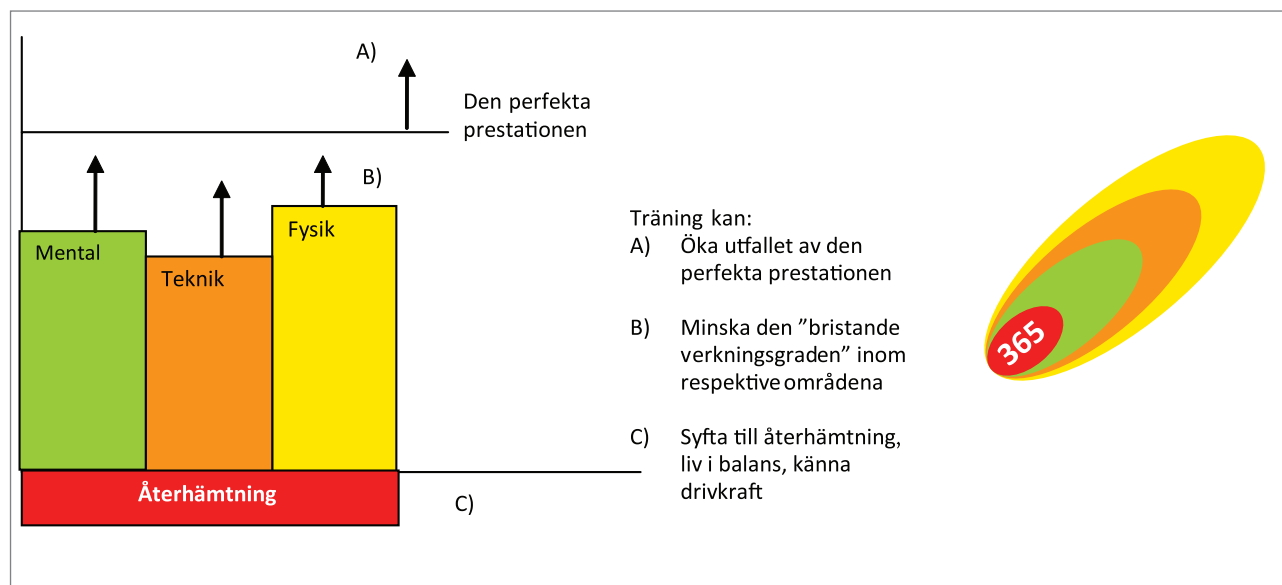 A)
Den perfekta
prestationen
B)
Mental
Teknik
Fysik
Återhämtning
C)
Träning kan:
A) Öka utfallet av den
perfekta prestationen
B) Minska den ”bristande
verkningsgraden” inom
respektive områdena
C) Syfta till återhämtning,
liv i balans, känna
drivkraft
365